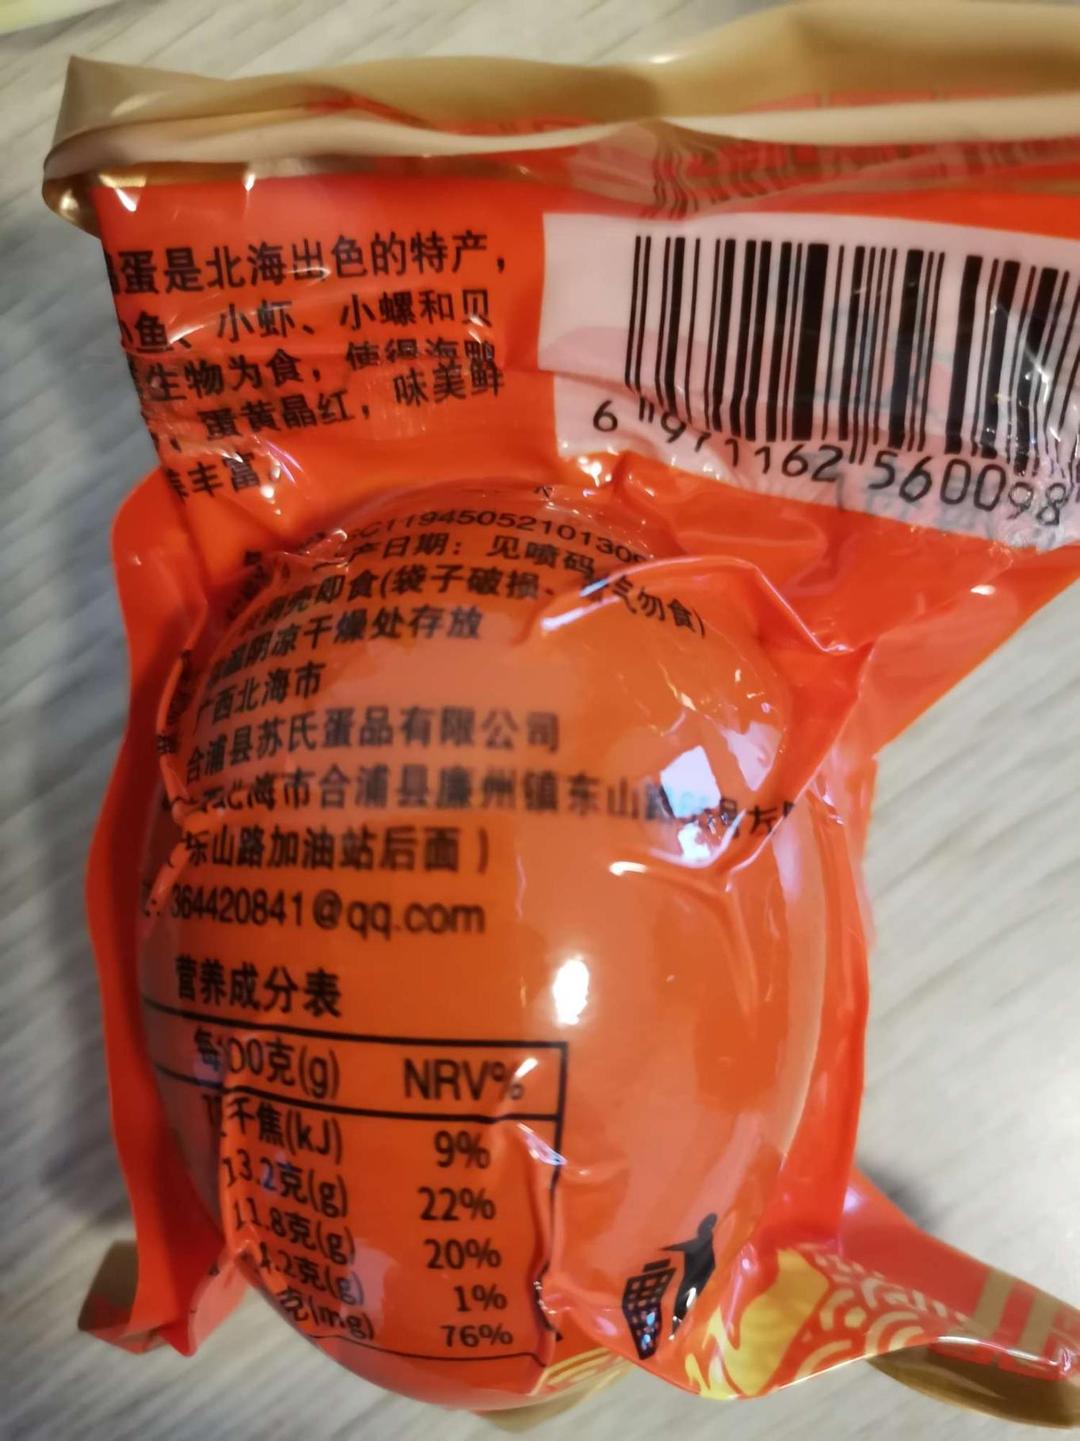 蛋是北海出色的特产，
小鱼、小虾、小螺和贝
生物为食，使得海鸭
，蛋黄晶红，味美鲜
丰富。
6 971162 560098
SC119450521013
产日期：见喷码
壳即食(袋子破损、 气勿食)
阴凉干燥处存放
广西北海市
合浦县苏氏蛋品有限公司
北海市合浦县廉州镇东山路
（东山路加油站后面）
364420841@qq.com
营养成分表
每100克(g) NRV%
千焦(kJ) 9%
13.2克(g) 22%
11.8克(g) 20%
4.2克(g) 1%
克(mg) 76%